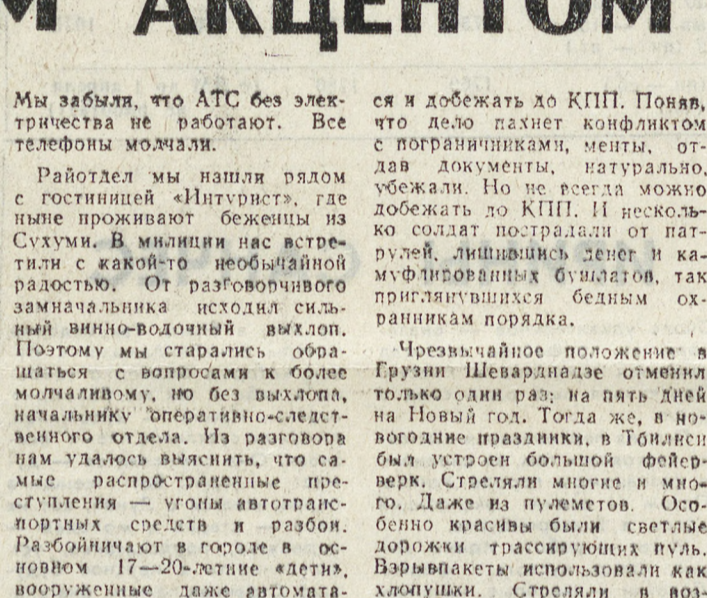 М АКЦЕНТОМ
Мы забыли, что АТС без элек-
тричества не работают. Все
телефоны молчали.
Райотдел мы нашли рядом
с гостиницей «Интурист», где
ныне проживают беженцы из
Сухуми. В милиции нас встре-
тили с какой-то необычайной
радостью. От разговорчивого
замначальника исходил силь-
ный винно-водочный выхлоп.
Поэтому мы старались обра-
щаться с вопросами к более
молчаливому, но без выхлопа,
начальнику оперативно-следст-
венного отдела. Из разговора
нам удалось выяснить, что са-
мые распространенные пре-
ступления — угоны автотранс-
портных средств и разбои.
Разбойничают в городе в ос-
новном 17—20-летние «дети»,
вооруженные даже автомата-
ся и добежать до КПП. Поняв,
что дело пахнет конфликтом
с пограничниками, менты, от-
дав документы, натурально,
убежали. Но не всегда можно
добежать до КПП. И несколь-
ко солдат пострадали от пат-
рулей, лишившись денег и ка-
муфлированных бушлатов, так
приглянувшихся бедным ох-
ранникам порядка.
Чрезвычайное положение в
Грузии Шеварднадзе отменил
только один раз: на пять дней
на Новый год. Тогда же, в но-
вогодние праздники, в Тбилиси
был устроен большой фейер-
верк. Стреляли многие и мно-
го. Даже из пулеметов. Осо-
бенно красивы были светлые
дорожки трассирующих пуль.
Взрывпакеты использовали как
хлопушки. Стреляли в воз-